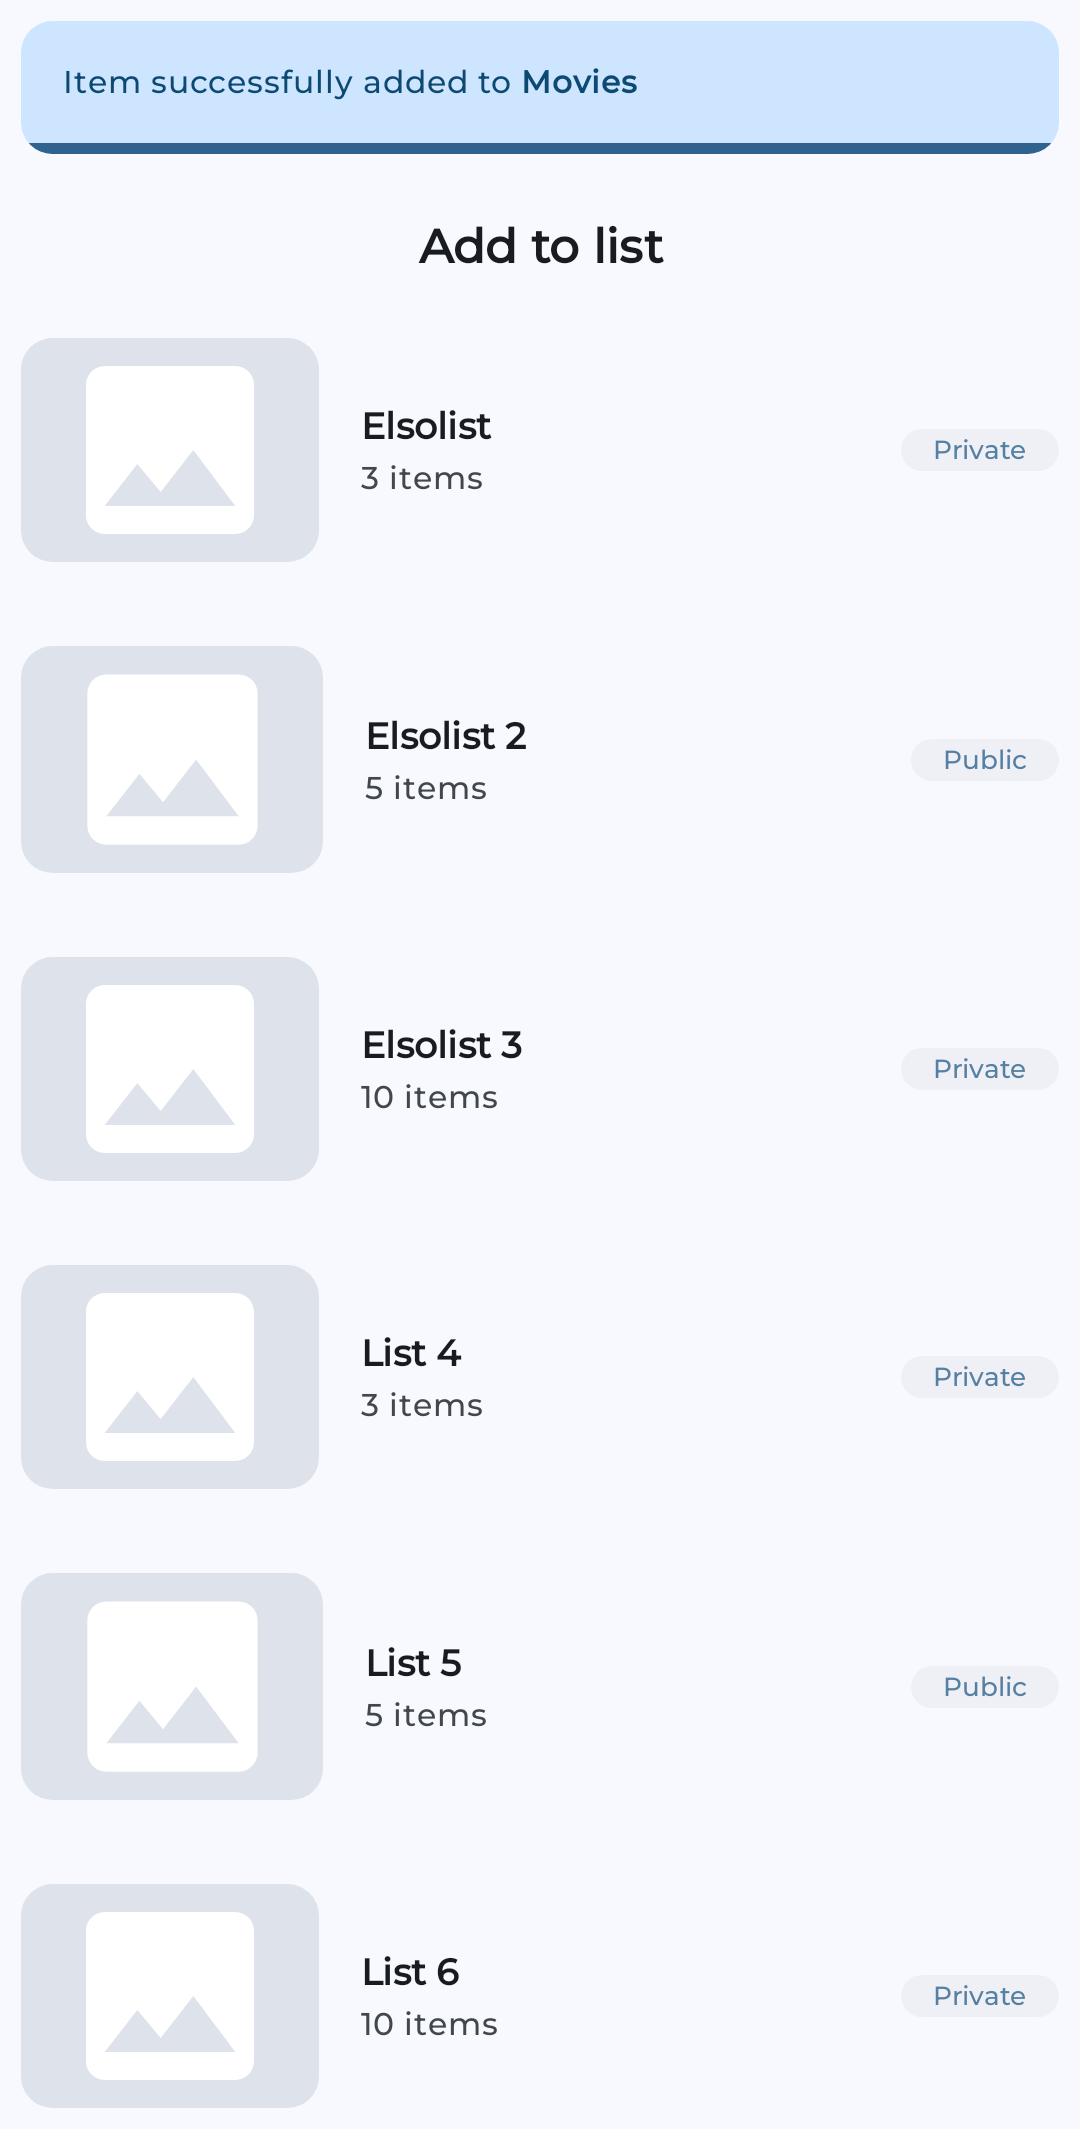 Item successfully added to Movies
Add to list
Elsolist
3 items
Private
Elsolist 2
5 items
Public
Elsolist 3
10 items
Private
List 4
3 items
Private
List 5
5 items
Public
List 6
10 items
Private